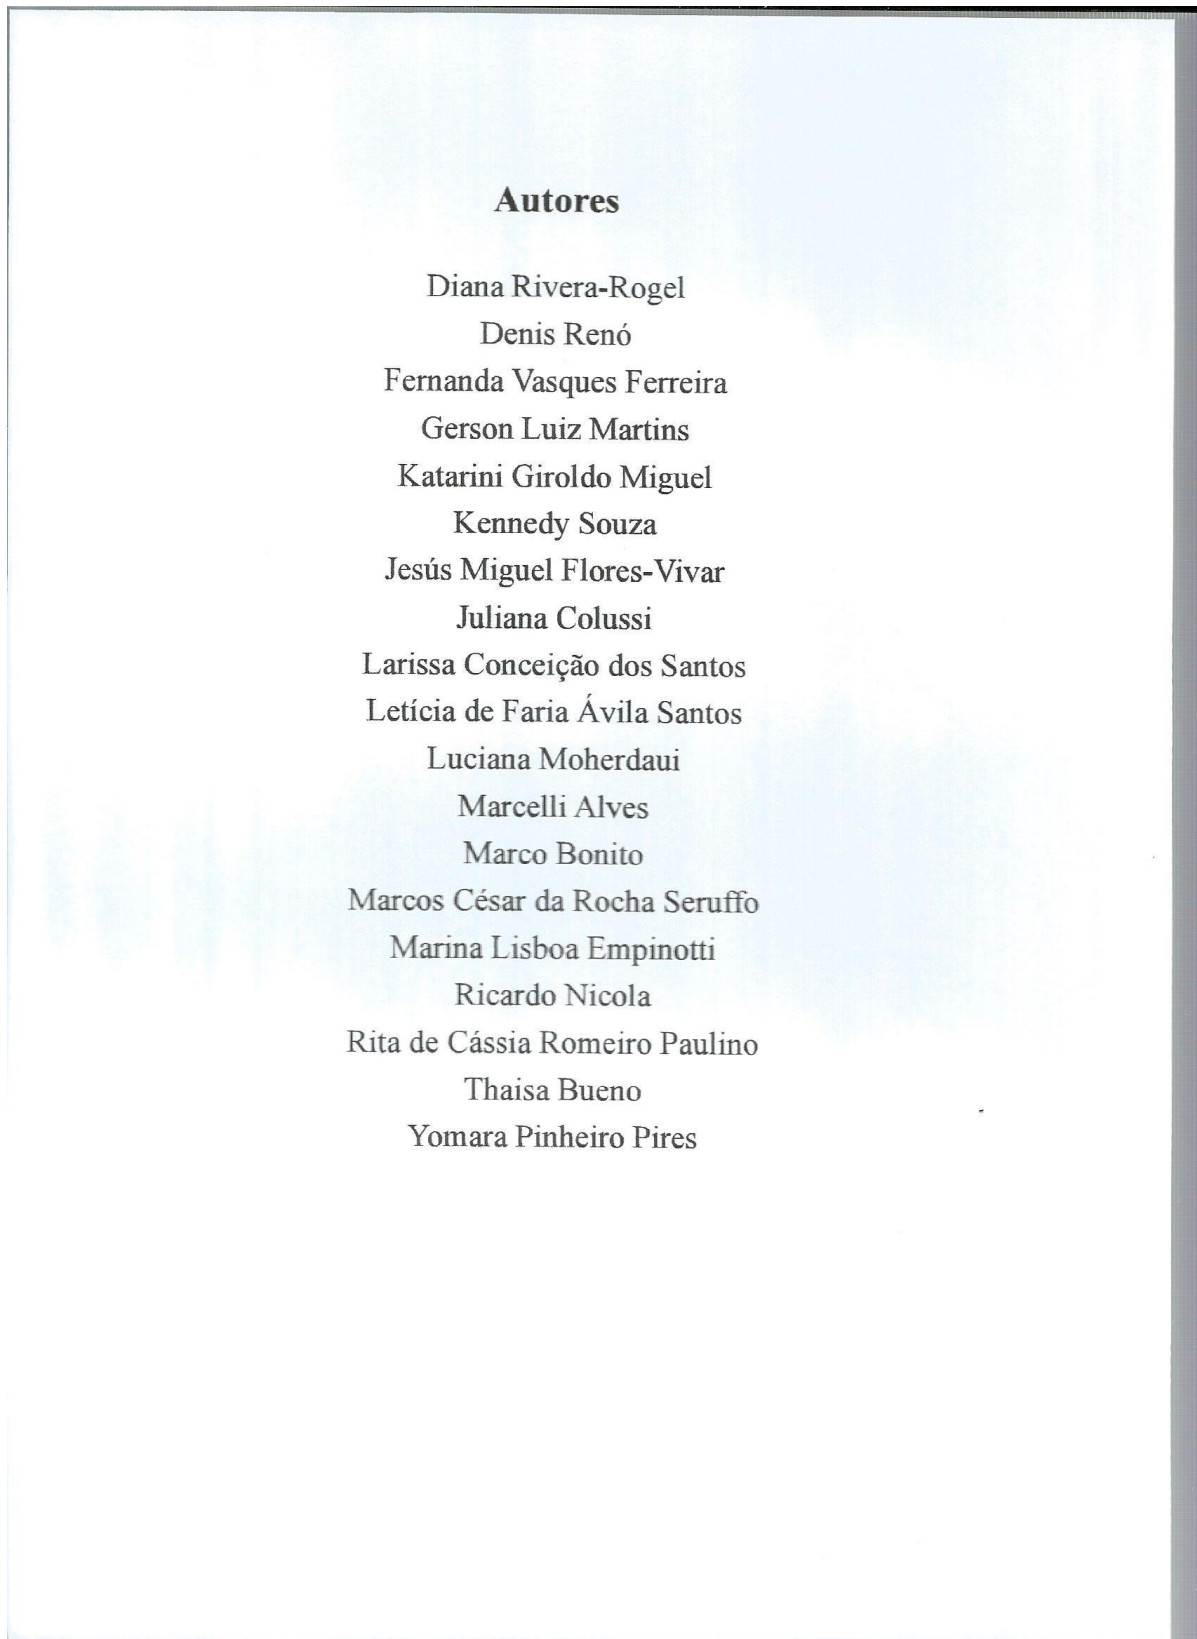 Autores
Diana Rivera-Rogel
Denis Renó
Fernanda Vasques Ferreira
Gerson Luiz Martins
Katarini Giroldo Miguel
Kennedy Souza
Jesús Miguel Flores-Vivar
Juliana Colussi
Larissa Conceição dos Santos
Letícia de Faria Ávila Santos
Luciana Moherdaui
Marcelli Alves
Marco Bonito
Marcos César da Rocha Seruffo
Marina Lisboa Empinotti
Ricardo Nicola
Rita de Cássia Romeiro Paulino
Thaisa Bueno
Yomara Pinheiro Pires